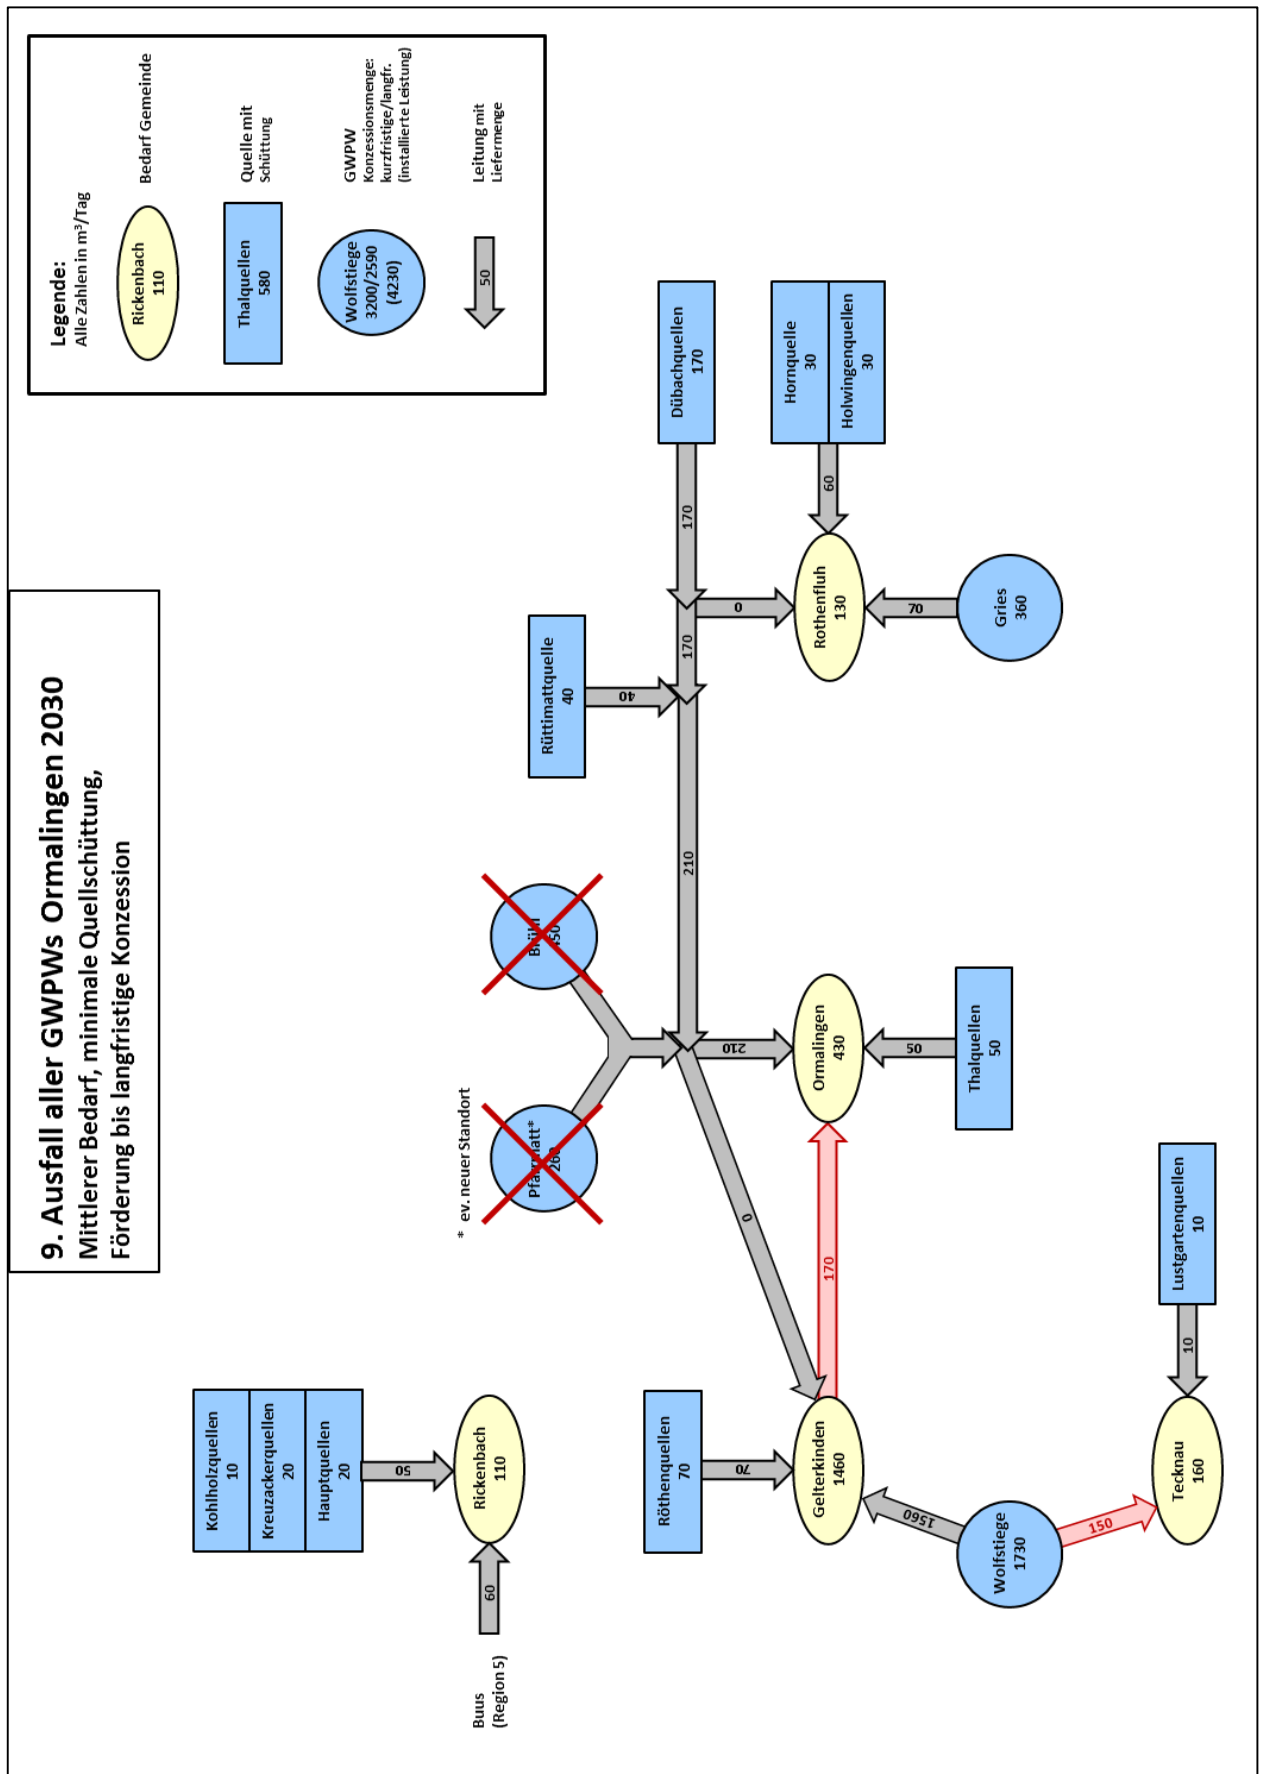 9. Ausfall aller GWPWs Ormalingen 2030
Mittlerer Bedarf, minimale Quellschüttung,
Förderung bis langfristige Konzession
Legende:
Alle Zahlen in m³/Tag
Rickenbach
110
Bedarf Gemeinde
Thalquellen
580
Quelle mit
Schüttung
Wolfstiege
3200/2590
(4230)
GWPW
Konzessionsmenge:
kurzfristige/langfr.
(installierte Leistung)
50
Leitung mit
Liefermenge
Kohlholzquellen
10
Kreuzackerquellen
20
Hauptquellen
20
50
Rickenbach
110
60
Buus
(Region 5)
* ev. neuer Standort
Pfarrmatt*
260
Brühl
Rüttimattquelle
40
40
Dübachquellen
170
170
170
210
0
210
0
Hornquelle
30
Holwingenquellen
30
60
Rothenfluh
130
70
Gries
360
Ormalingen
430
50
Thalquellen
50
170
Röthenquellen
70
70
Gelterkinden
1460
1560
Wolfstiege
1730
150
Tecknau
160
10
Lustgartenquellen
10